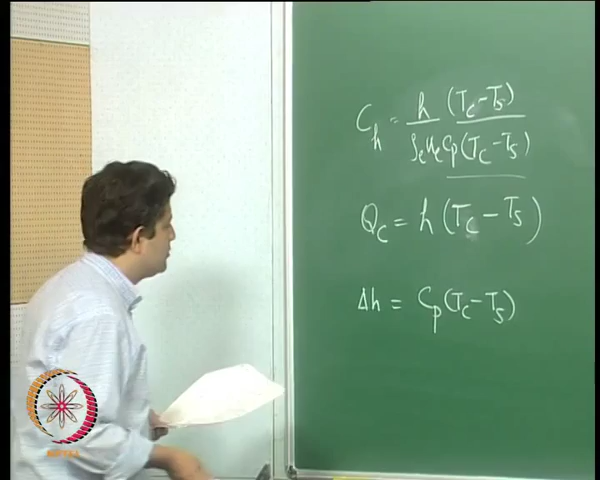 C_h = h (T_c - T_s) / ρ_e u_e C_p (T_c - T_s)
Q_c = h (T_c - T_s)
Δh = C_p (T_c - T_s)